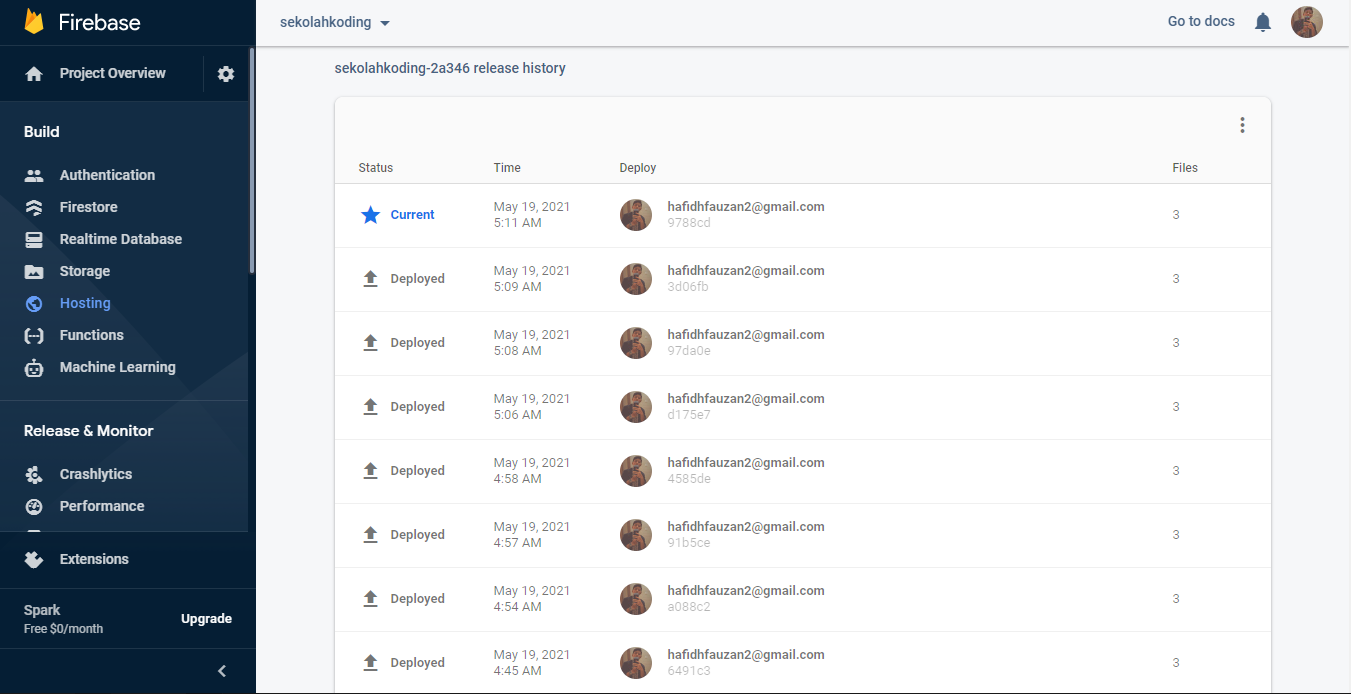 Firebase
sekolahkoding
Go to docs
Project Overview
sekolahkoding-2a346 release history
Build
Authentication
Firestore
Realtime Database
Storage
Hosting
Functions
Machine Learning
Release & Monitor
Crashlytics
Performance
Extensions
Spark
Free $0/month
Upgrade
Status Time Deploy Files
Current May 19, 2021 hafidhfauzan2@gmail.com 3
5:11 AM 9788cd
Deployed May 19, 2021 hafidhfauzan2@gmail.com 3
5:09 AM 3d06fb
Deployed May 19, 2021 hafidhfauzan2@gmail.com 3
5:08 AM 97da0e
Deployed May 19, 2021 hafidhfauzan2@gmail.com 3
5:06 AM d175e7
Deployed May 19, 2021 hafidhfauzan2@gmail.com 3
4:58 AM 4585de
Deployed May 19, 2021 hafidhfauzan2@gmail.com 3
4:57 AM 91b5ce
Deployed May 19, 2021 hafidhfauzan2@gmail.com 3
4:54 AM a088c2
Deployed May 19, 2021 hafidhfauzan2@gmail.com 3
4:45 AM 6491c3